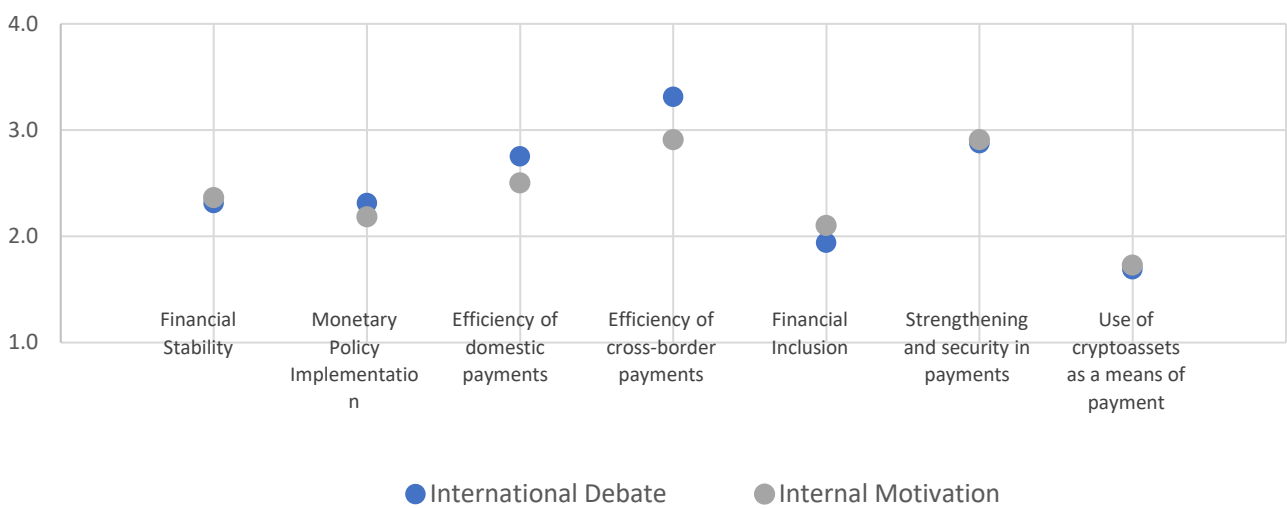 4.0
3.0
2.0
1.0
Financial
Stability
Monetary
Policy
Implementatio
n
Efficiency of
domestic
payments
Efficiency of
cross-border
payments
Financial
Inclusion
Strengthening
and security in
payments
Use of
cryptoassets
as a means of
payment
International Debate
Internal Motivation